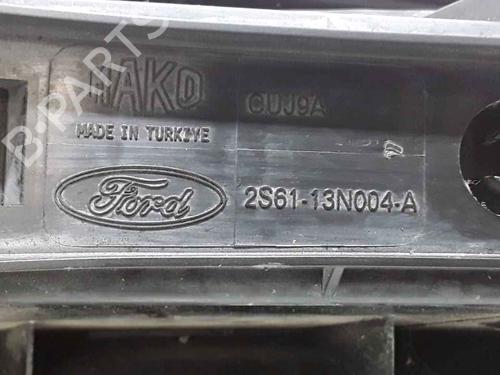 MAKO CUJ9A
MADE IN TURKIYE
Ford 2S61-13N004-A
B-PARTS